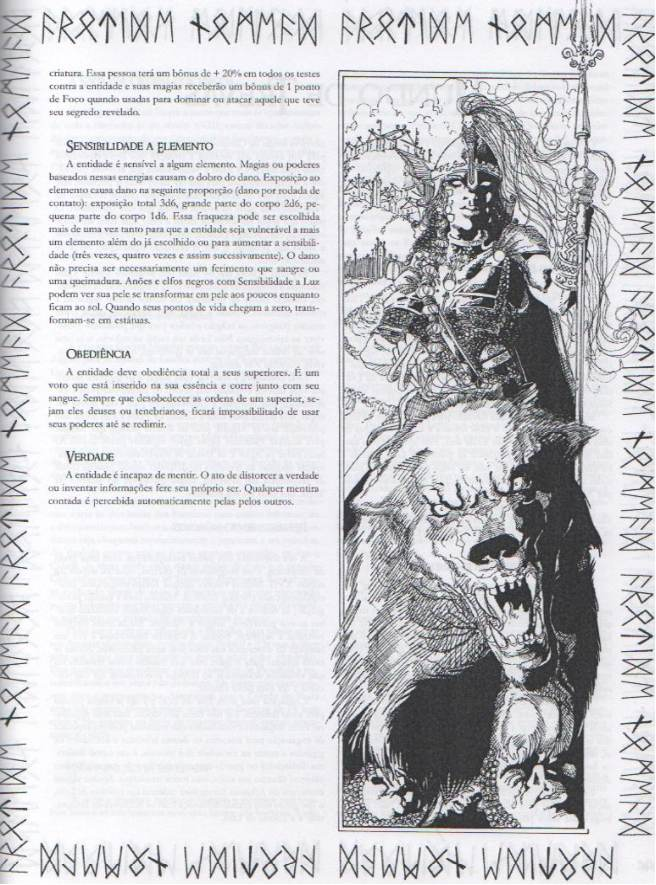 criatura. Essa pessoa terá um bônus de + 20% em todos os testes
contra a entidade e suas magias receberão um bônus de 1 ponto
de Foco quando usadas para dominar ou atacar aquele que teve
seu segredo revelado.
SENSIBILIDADE A ELEMENTO
A entidade é sensível a algum elemento. Magias ou poderes
baseados nessas energias causam o dobro do dano. Exposição ao
elemento causa dano na seguinte proporção (dano por rodada de
contato): exposição total 3d6, grande parte do corpo 2d6, pe-
quena parte do corpo 1d6. Essa fraqueza pode ser escolhida
mais de uma vez tanto para que a entidade seja vulnerável a mais
um elemento além do já escolhido ou para aumentar a sensibili-
dade (três vezes, quatro vezes e assim sucessivamente). O dano
não precisa ser necessariamente um ferimento que sangre ou
uma queimadura. Anões e elfos negros com Sensibilidade a Luz
podem ver sua pele se transformar em pele aos poucos enquanto
ficam ao sol. Quando seus pontos de vida chegam a zero, trans-
formam-se em estátuas.
OBEDIÊNCIA
A entidade deve obediência total a seus superiores. É um
voto que está inserido na sua essência e corre junto com seu
sangue. Sempre que desobedecer as ordens de um superior, se-
jam eles deuses ou tenebrianos, ficará impossibilitado de usar
seus poderes até se redimir.
VERDADE
A entidade é incapaz de mentir. O ato de distorcer a verdade
ou inventar informações fere seu próprio ser. Qualquer mentira
contada é percebida automaticamente pelas pelos outros.